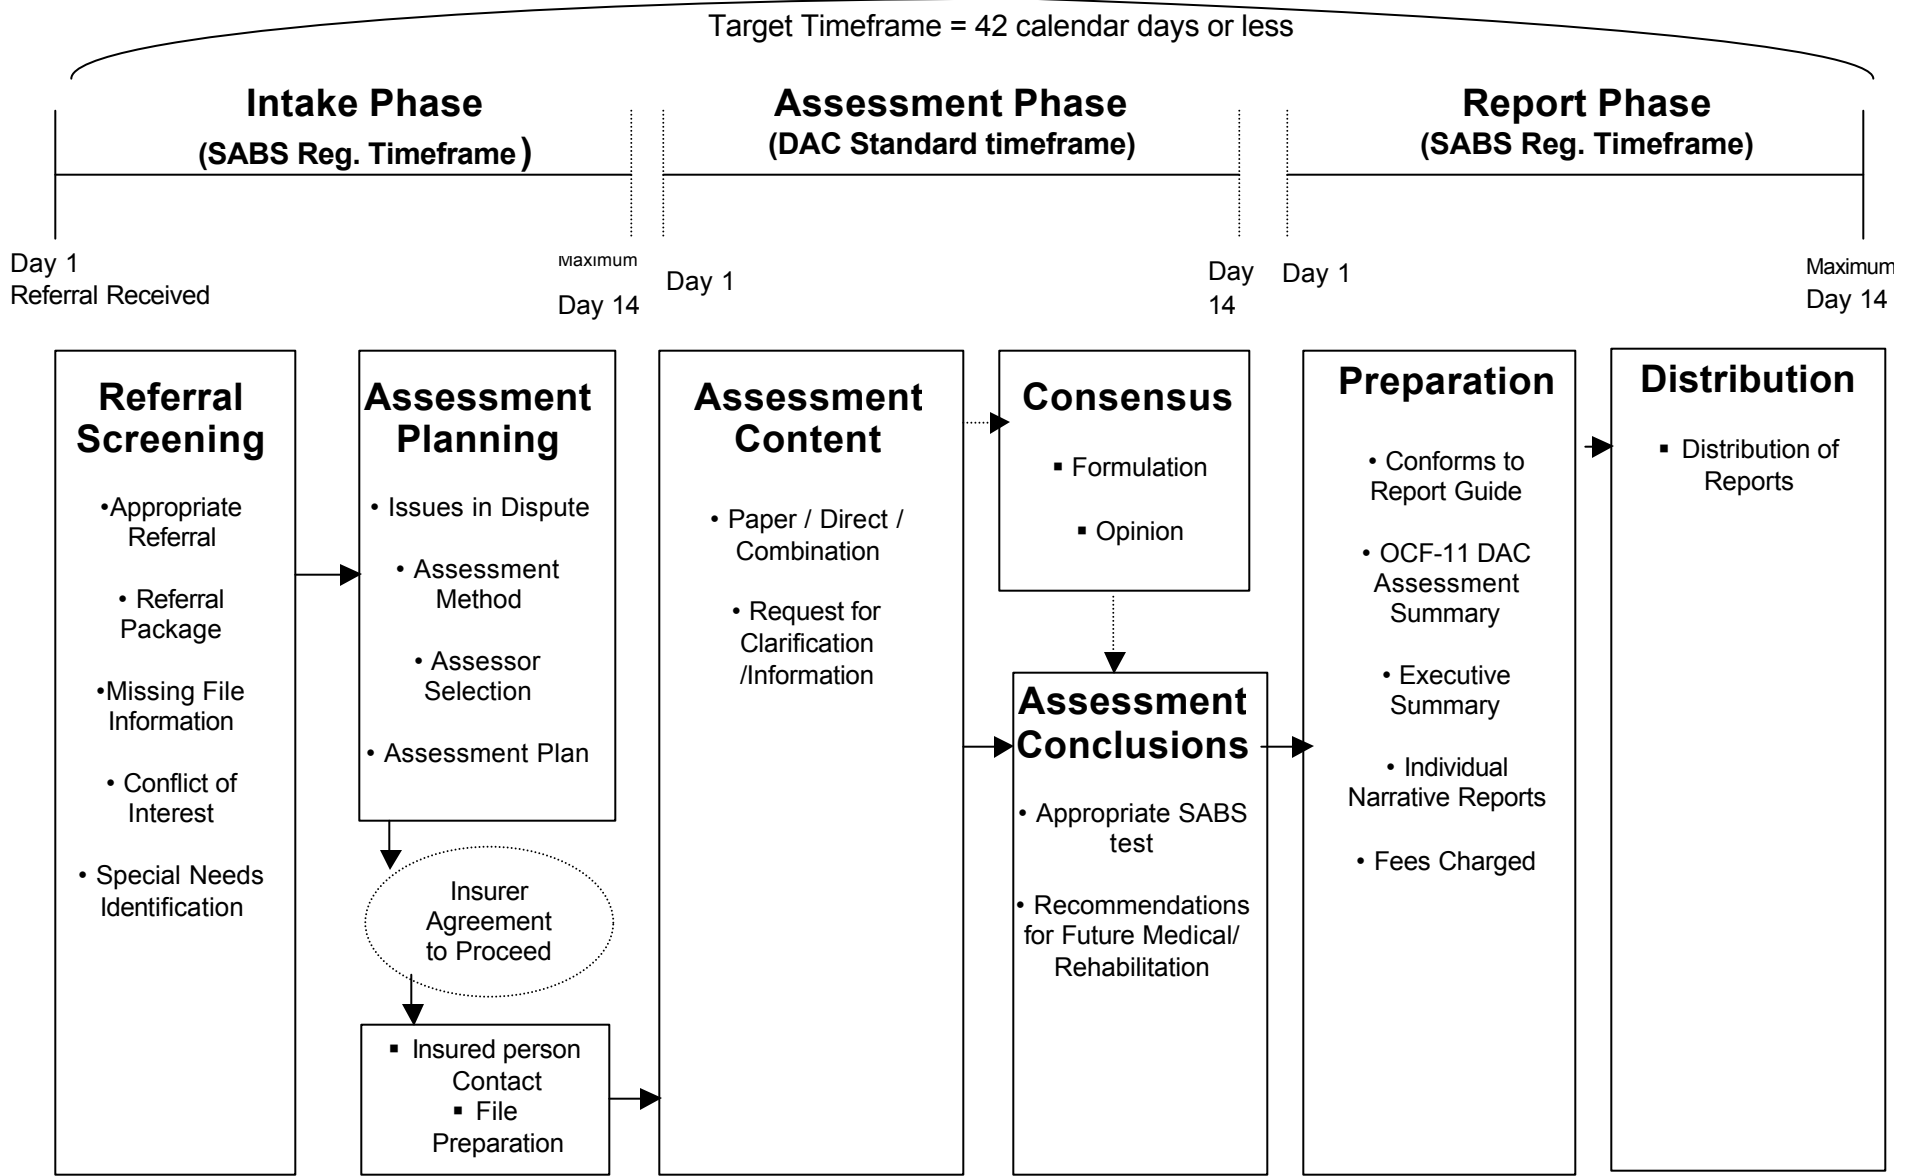 Target Timeframe = 42 calendar days or less
Intake Phase
(SABS Reg. Timeframe)
Assessment Phase
(DAC Standard timeframe)
Report Phase
(SABS Reg. Timeframe)
Day 1
Referral Received
Maximum
Day 14
Day 1
Day
14
Day 1
Maximum
Day 14
Referral
Screening
•Appropriate
Referral
• Referral
Package
•Missing File
Information
• Conflict of
Interest
• Special Needs
Identification
Assessment
Planning
• Issues in Dispute
• Assessment
Method
• Assessor
Selection
• Assessment Plan
Insurer
Agreement
to Proceed
▪ Insured person
Contact
▪ File
Preparation
Assessment
Content
• Paper / Direct /
Combination
• Request for
Clarification
/Information
Consensus
▪ Formulation
▪ Opinion
Assessment
Conclusions
• Appropriate SABS
test
• Recommendations
for Future Medical/
Rehabilitation
Preparation
• Conforms to
Report Guide
• OCF-11 DAC
Assessment
Summary
• Executive
Summary
• Individual
Narrative Reports
• Fees Charged
Distribution
▪ Distribution of
Reports